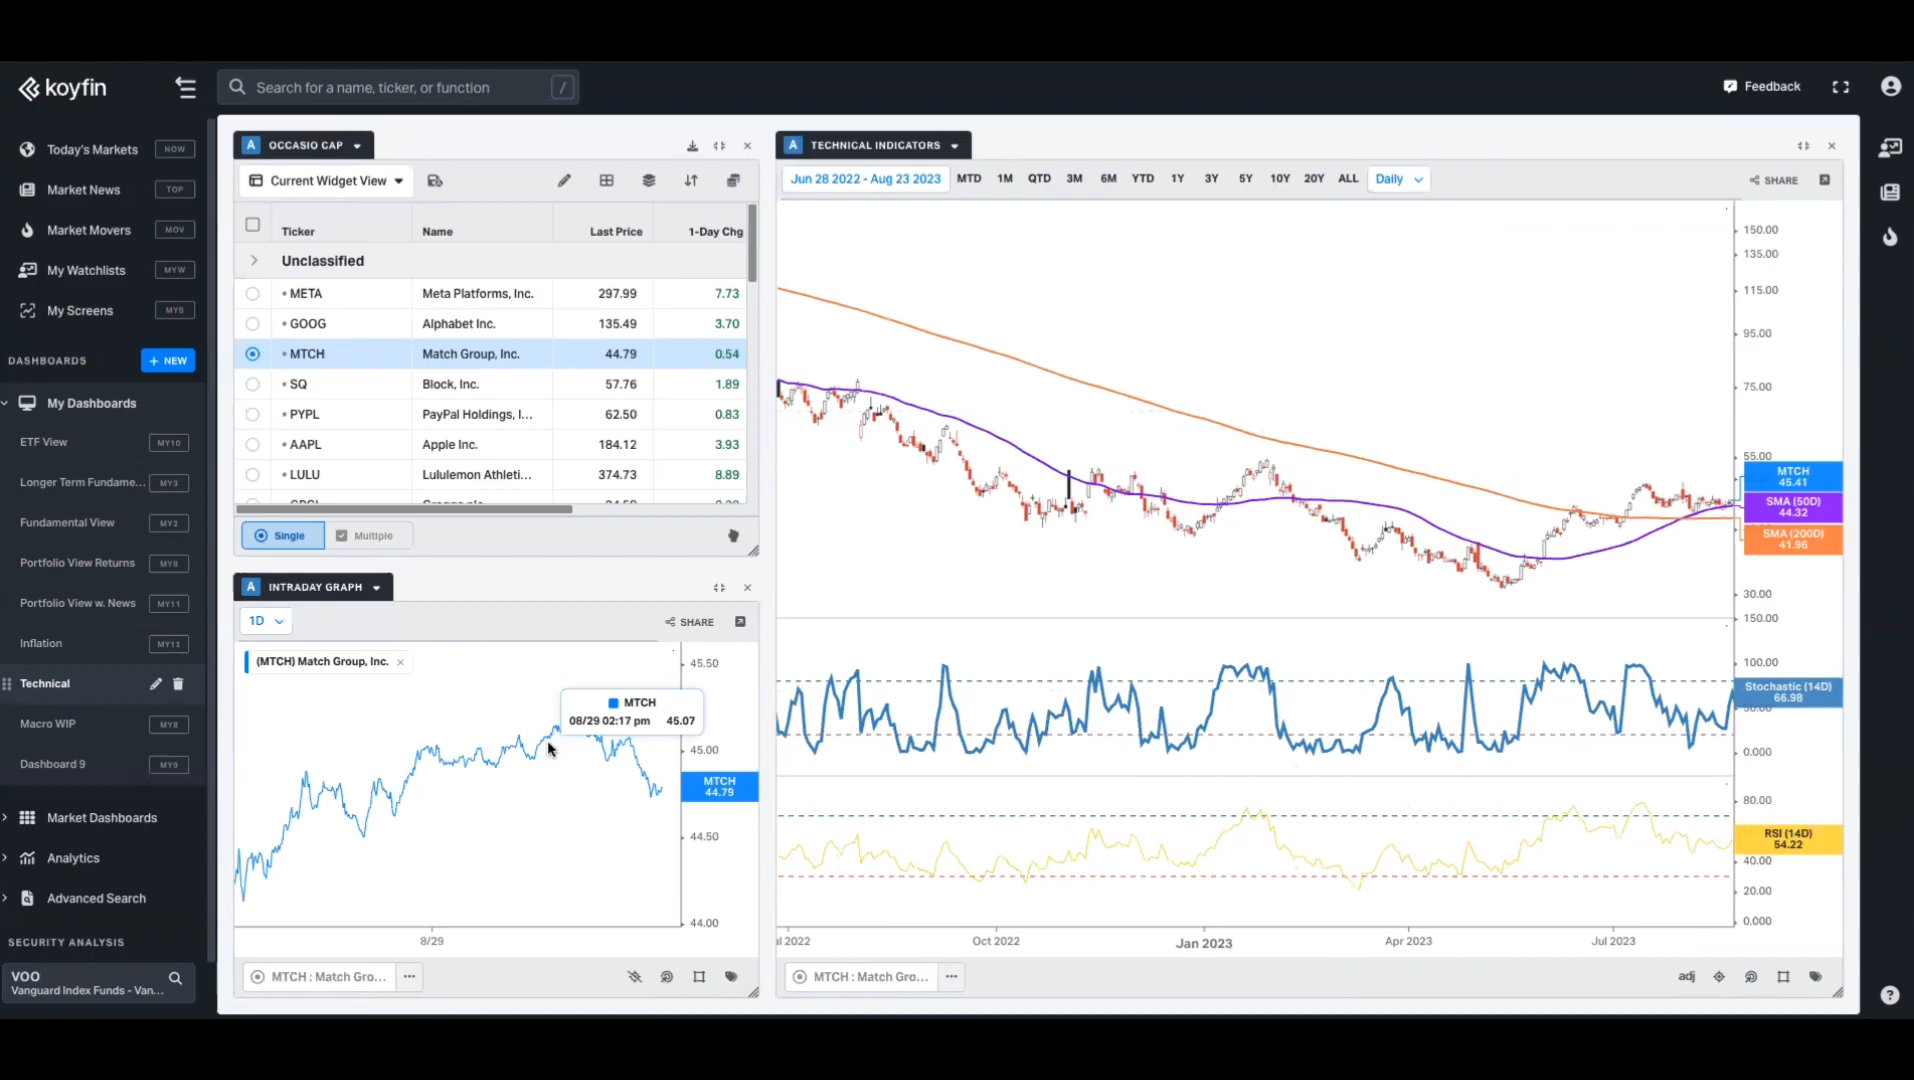 koyfin
Search for a name, ticker, or function /
Feedback
Today's Markets NOW
Market News TOP
Market Movers MOV
My Watchlists MYW
My Screens MYS
DASHBOARDS + NEW
My Dashboards
ETF View MY10
Longer Term Fundame... MY3
Fundamental View MY2
Portfolio View Returns
Portfolio View w. News MY11
Inflation
Technical
Macro WIP
Dashboard 9 MY9
Market Dashboards
Analytics
Advanced Search
SECURITY ANALYSIS
VOO
Vanguard Index Funds - Van...
A OCCASIO CAP
Current Widget View
Ticker Name Last Price 1-Day Chg
Unclassified
META Meta Platforms, Inc. 297.99 7.73
GOOG Alphabet Inc. 135.49 3.70
MTCH Match Group, Inc. 44.79 0.54
SQ Block, Inc. 57.76 1.89
PYPL PayPal Holdings, I... 62.50 0.83
AAPL Apple Inc. 184.12 3.93
LULU Lululemon Athleti... 374.73 8.89
Single Multiple
A INTRADAY GRAPH
1D SHARE
(MTCH) Match Group, Inc. ×
45.50
MTCH
08/29 02:17 pm 45.07
45.00
MTCH
44.79
44.50
44.00
8/29
MTCH : Match Gro... ...
A TECHNICAL INDICATORS
Jun 28 2022 - Aug 23 2023 MTD 1M QTD 3M 6M YTD 1Y 3Y 5Y 10Y 20Y ALL Daily SHARE
150.00
135.00
115.00
95.00
75.00
55.00
MTCH
45.41
SMA (50D)
44.32
SMA (200D)
41.96
30.00
150.00
100.00
Stochastic (14D)
66.98
0.000
80.00
RSI (14D)
54.22
40.00
20.00
0.000
2022 Oct 2022 Jan 2023 Apr 2023 Jul 2023
MTCH : Match Gro... ... adj
?